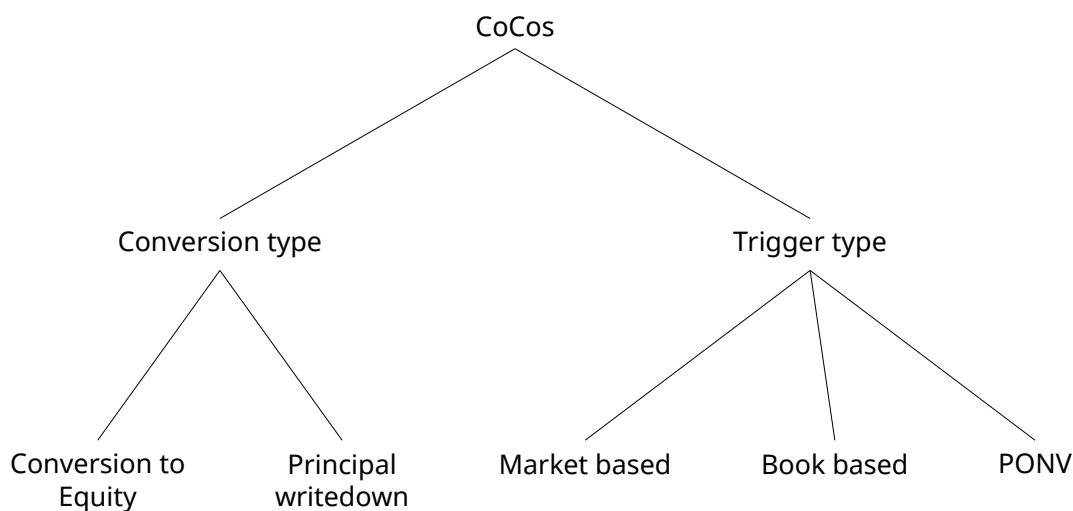 CoCos
Conversion type
Trigger type
Conversion to
Equity
Principal
writedown
Market based
Book based
PONV